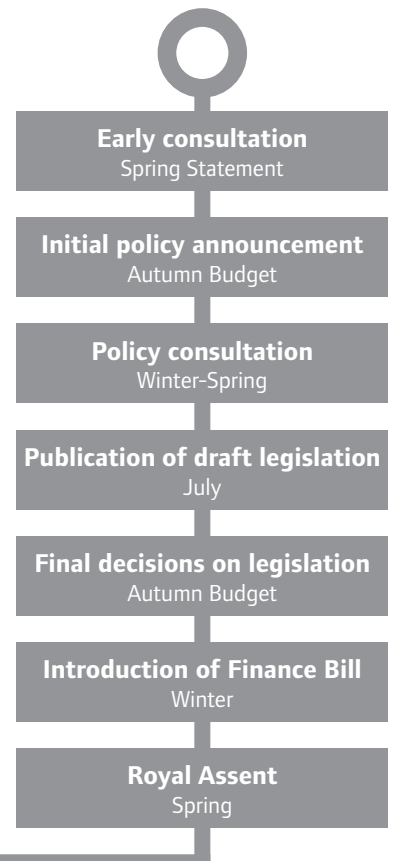 Early consultation
Spring Statement
Initial policy announcement
Autumn Budget
Policy consultation
Winter-Spring
Publication of draft legislation
July
Final decisions on legislation
Autumn Budget
Introduction of Finance Bill
Winter
Royal Assent
Spring